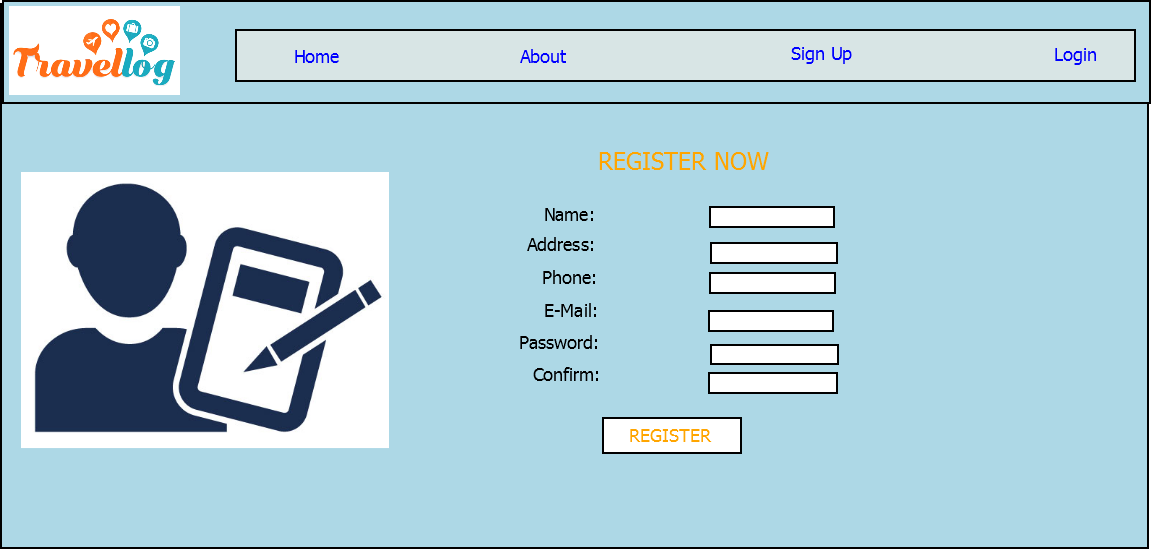 Travellog
Home About Sign Up Login
REGISTER NOW
Name:
Address:
Phone:
E-Mail:
Password:
Confirm:
REGISTER